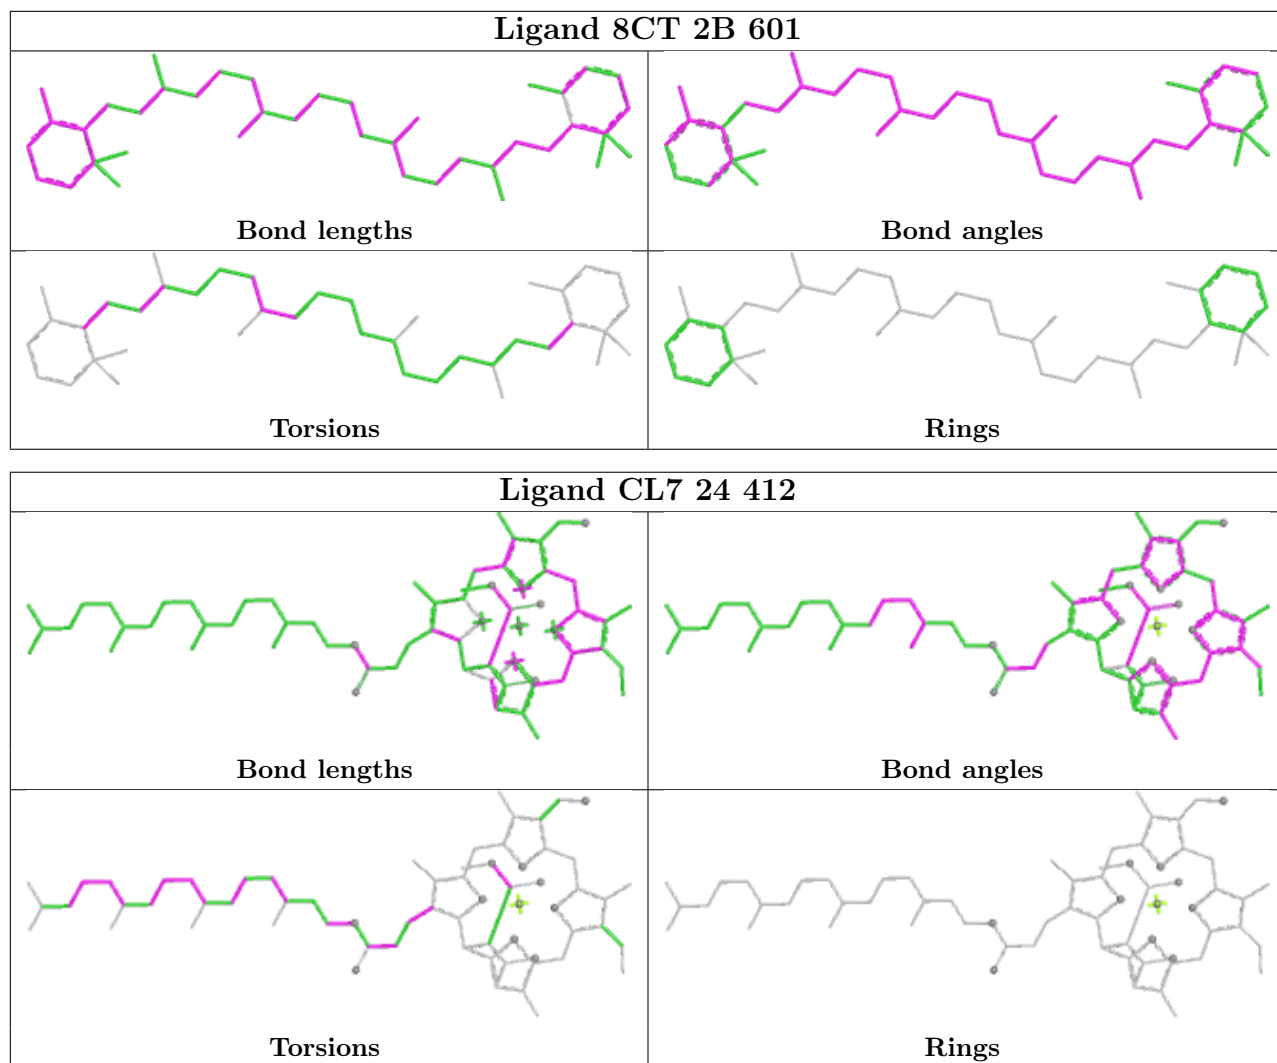 Ligand 8CT 2B 601
Bond lengths
Bond angles
Torsions
Rings
Ligand CL7 24 412
Bond lengths
Bond angles
Torsions
Rings